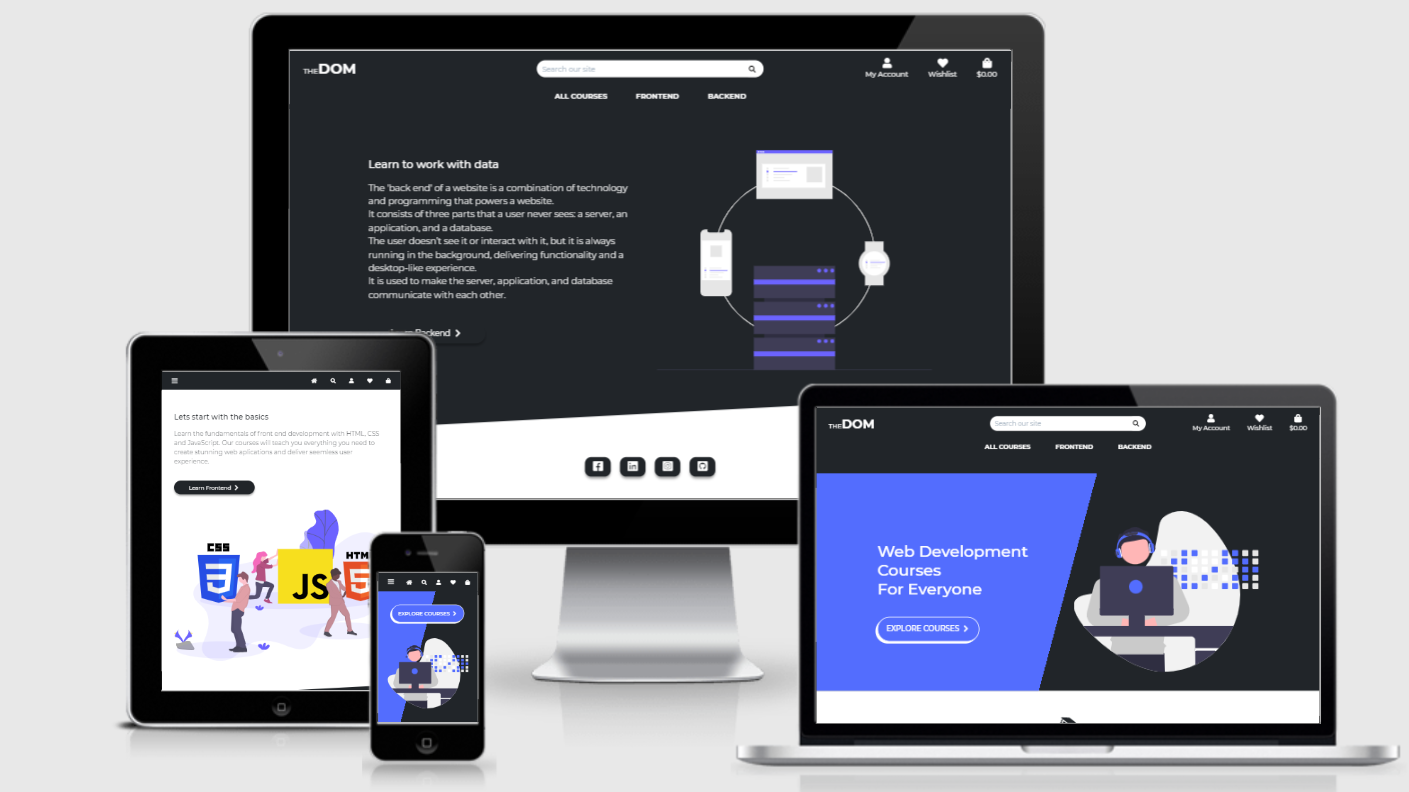 THEDOM
Search our site
My Account
Wishlist
$0.00
ALL COURSES
FRONTEND
BACKEND
Learn to work with data
The 'back end' of a website is a combination of technology
and programming that powers a website.
It consists of three parts that a user never sees: a server, an
application, and a database.
The user doesn't see it or interact with it, but it is always
running in the background, delivering functionality and a
desktop-like experience.
It is used to make the server, application, and database
communicate with each other.
Backend
Lets start with the basics
Learn the fundamentals of front end development with HTML, CSS
and JavaScript. Our courses will teach you everything you need to
create stunning web aplications and deliver seemless user
experience.
Learn Frontend
CSS
JS
HTM
EXPLORE COURSES
THEDOM
Search our site
My Account
Wishlist
$0.00
ALL COURSES
FRONTEND
BACKEND
Web Development
Courses
For Everyone
EXPLORE COURSES